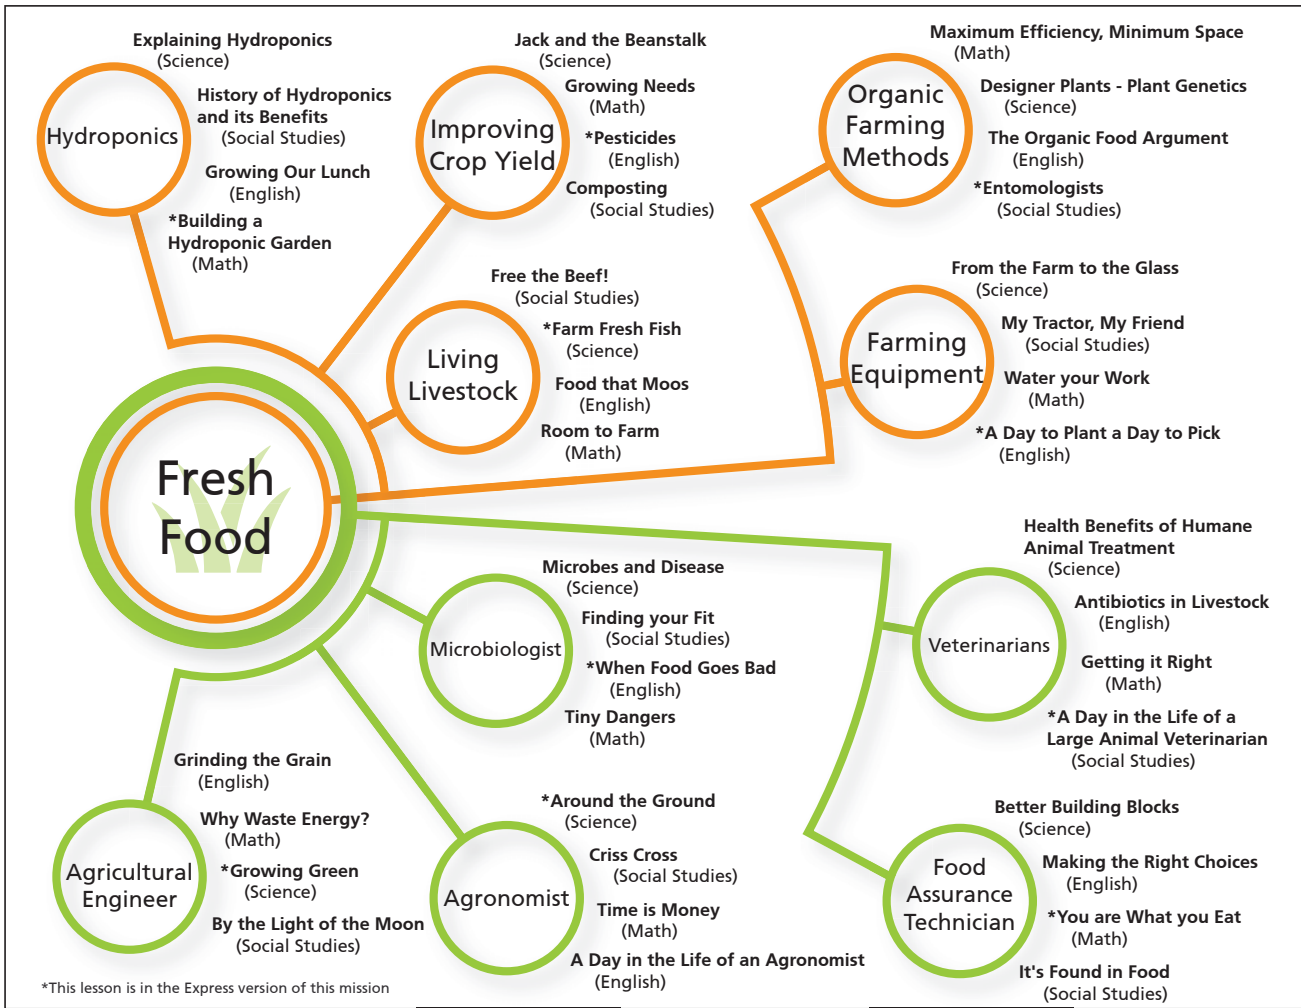 Explaining Hydroponics
(Science)
History of Hydroponics
and its Benefits
(Social Studies)
Growing Our Lunch
(English)
*Building a
Hydroponic Garden
(Math)
Hydroponics
Jack and the Beanstalk
(Science)
Growing Needs
(Math)
*Pesticides
(English)
Composting
(Social Studies)
Improving
Crop Yield
Maximum Efficiency, Minimum Space
(Math)
Designer Plants - Plant Genetics
(Science)
The Organic Food Argument
(English)
*Entomologists
(Social Studies)
Organic
Farming
Methods
Free the Beef!
(Social Studies)
*Farm Fresh Fish
(Science)
Food that Moos
(English)
Room to Farm
(Math)
Living
Livestock
From the Farm to the Glass
(Science)
My Tractor, My Friend
(Social Studies)
Water your Work
(Math)
*A Day to Plant a Day to Pick
(English)
Farming
Equipment
Fresh
Food
Microbes and Disease
(Science)
Finding your Fit
(Social Studies)
*When Food Goes Bad
(English)
Tiny Dangers
(Math)
Microbiologist
Health Benefits of Humane
Animal Treatment
(Science)
Antibiotics in Livestock
(English)
Getting it Right
(Math)
*A Day in the Life of a
Large Animal Veterinarian
(Social Studies)
Veterinarians
Grinding the Grain
(English)
Why Waste Energy?
(Math)
*Growing Green
(Science)
By the Light of the Moon
(Social Studies)
Agricultural
Engineer
*Around the Ground
(Science)
Criss Cross
(Social Studies)
Time is Money
(Math)
A Day in the Life of an Agronomist
(English)
Agronomist
Better Building Blocks
(Science)
Making the Right Choices
(English)
*You are What you Eat
(Math)
It's Found in Food
(Social Studies)
Food
Assurance
Technician
*This lesson is in the Express version of this mission